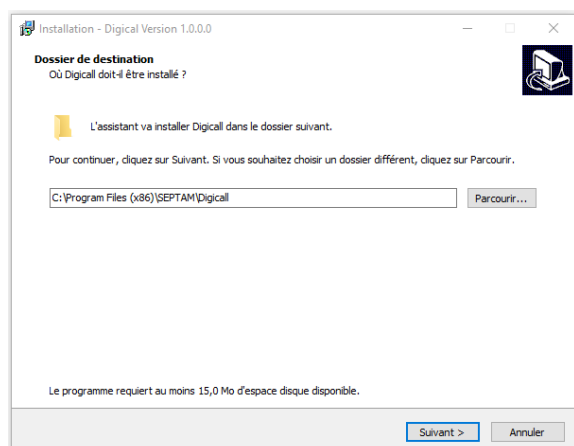 Installation - Digical Version 1.0.0.0
Dossier de destination
Où Digicall doit-il être installé ?
L'assistant va installer Digicall dans le dossier suivant.
Pour continuer, cliquez sur Suivant. Si vous souhaitez choisir un dossier différent, cliquez sur Parcourir.
C:\Program Files (x86)\SEPTAM\Digicall
Parcourir...
Le programme requiert au moins 15,0 Mo d'espace disque disponible.
Suivant >
Annuler